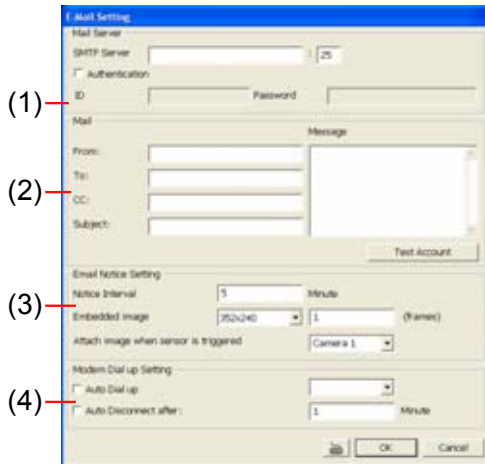 E-Mail Setting
Mail Server
SMTP Server : 25
Authentication
(1)
ID Password
Mail
Message
From:
To:
(2)
CC:
Subject:
Test Account
Email Notice Setting
(3)
Notice Interval 5 Minute
Embedded image 352x240 1 (frames)
Attach image when sensor is triggered Camera 1
Modem Dial up Setting
Auto Dial up
(4)
Auto Disconnect after: 1 Minute
OK Cancel